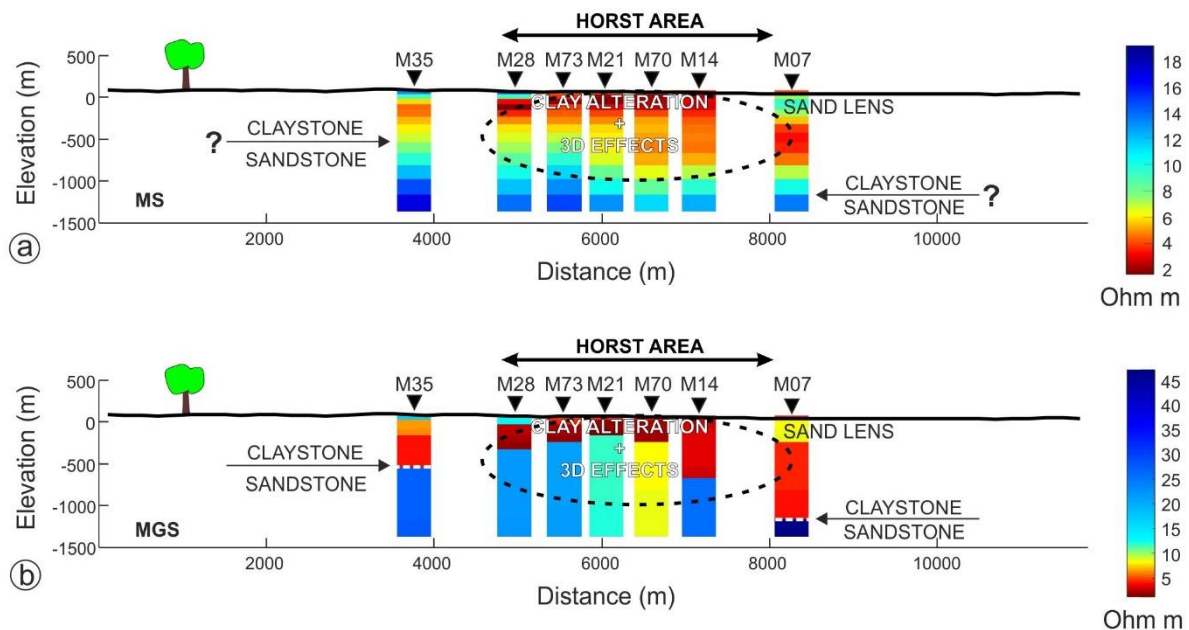 HORST AREA
M35 M28 M73 M21 M70 M14 M07
500
0
-500
-1000
-1500
Elevation (m)
CLAY ALTERATION
+
3D EFFECTS
SAND LENS
? CLAYSTONE
SANDSTONE
CLAYSTONE ?
SANDSTONE
MS
2000 4000 6000 8000 10000
Distance (m)
a
18
16
14
12
10
8
6
4
2
Ohm m
HORST AREA
M35 M28 M73 M21 M70 M14 M07
500
0
-500
-1000
-1500
Elevation (m)
CLAY ALTERATION
+
3D EFFECTS
SAND LENS
CLAYSTONE
SANDSTONE
CLAYSTONE
SANDSTONE
MGS
2000 4000 6000 8000 10000
Distance (m)
b
45
40
35
30
25
20
15
10
5
Ohm m